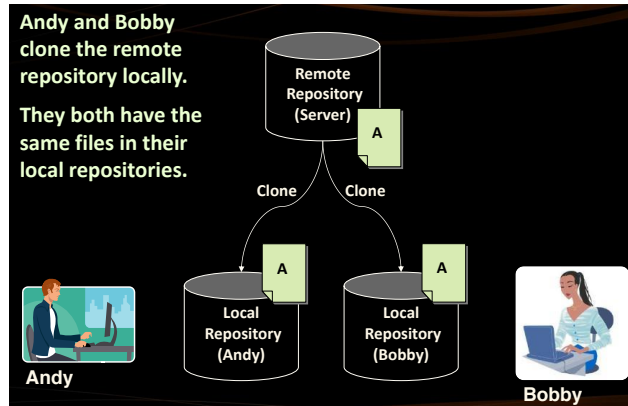 Andy and Bobby
clone the remote
repository locally.
They both have the
same files in their
local repositories.
Remote
Repository
(Server)
A
Clone
Clone
A
A
Local
Repository
(Andy)
Local
Repository
(Bobby)
Andy
Bobby